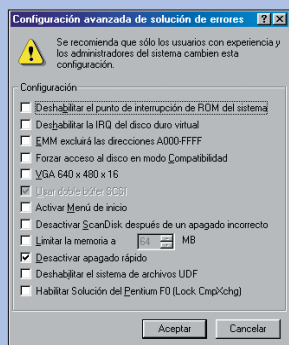 Configuración avanzada de solución de errores
Se recomienda que sólo los usuarios con experiencia y
los administradores del sistema cambien esta
configuración.
Configuración
Deshabilitar el punto de interrupción de ROM del sistema
Deshabilitar la IRQ del disco duro virtual
EMM excluirá las direcciones A000-FFFF
Forzar acceso al disco en modo Compatibilidad
VGA 640 x 480 x 16
Usar doble búfer SCSI
Activar Menú de inicio
Desactivar ScanDisk después de un apagado incorrecto
Limitar la memoria a 64 MB
Desactivar apagado rápido
Deshabilitar el sistema de archivos UDF
Habilitar Solución del Pentium F0 (Lock CmpXchg)
Aceptar Cancelar